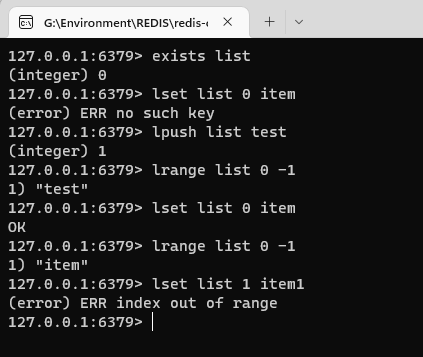 G:\Environment\REDIS\redis-c
127.0.0.1:6379> exists list
(integer) 0
127.0.0.1:6379> lset list 0 item
(error) ERR no such key
127.0.0.1:6379> lpush list test
(integer) 1
127.0.0.1:6379> lrange list 0 -1
1) "test"
127.0.0.1:6379> lset list 0 item
OK
127.0.0.1:6379> lrange list 0 -1
1) "item"
127.0.0.1:6379> lset list 1 item1
(error) ERR index out of range
127.0.0.1:6379>